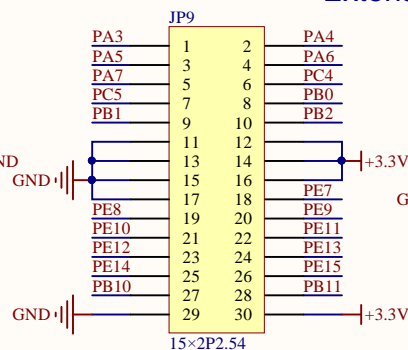 JP9
PA3 1 2 PA4
PA5 3 4 PA6
PA7 5 6 PC4
PC5 7 8 PB0
PB1 9 10 PB2
11 12
ND 13 14 +3.3V
GND 15 16
17 18 PE7
PE8 19 20 PE9
PE10 21 22 PE11
PE12 23 24 PE13
PE14 25 26 PE15
PB10 27 28 PB11
GND 29 30 +3.3V
15×2P2.54